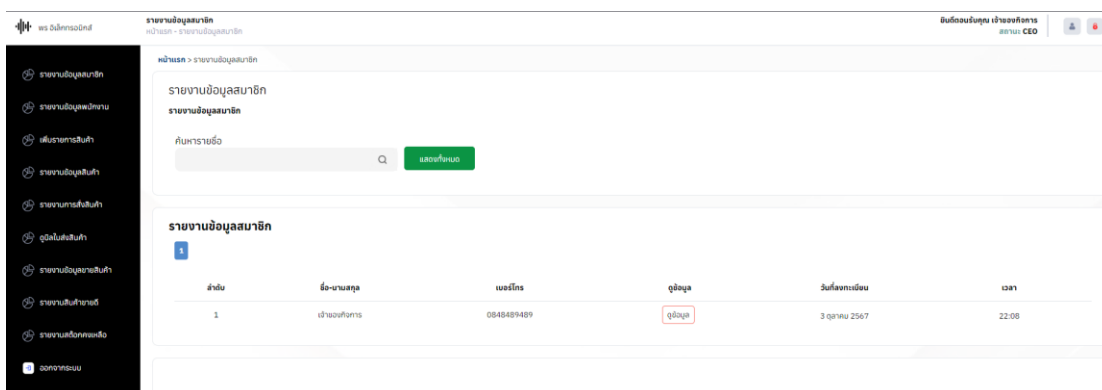 พร อิเล็กทรอนิกส์
รายงานข้อมูลสมาชิก
หน้าแรก - รายงานข้อมูลสมาชิก
ยินดีตอนรับคุณ เจ้าของกิจการ
สถานะ CEO
รายงานข้อมูลสมาชิก
รายงานข้อมูลพนักงาน
เพิ่มรายการสินค้า
รายงานข้อมูลสินค้า
รายงานการสั่งสินค้า
ดูบิลใบส่งสินค้า
รายงานข้อมูลขายสินค้า
รายงานสินค้าขายดี
รายงานสต็อกคงเหลือ
ออกจากระบบ
หน้าแรก > รายงานข้อมูลสมาชิก
รายงานข้อมูลสมาชิก
รายงานข้อมูลสมาชิก
ค้นหารายชื่อ
แสดงทั้งหมด
รายงานข้อมูลสมาชิก
1
ลำดับ ชื่อ-นามสกุล เบอร์โทร ดูข้อมูล วันที่ลงทะเบียน เวลา
1 เจ้าของกิจการ 0848489489 ดูข้อมูล 3 ตุลาคม 2567 22:08